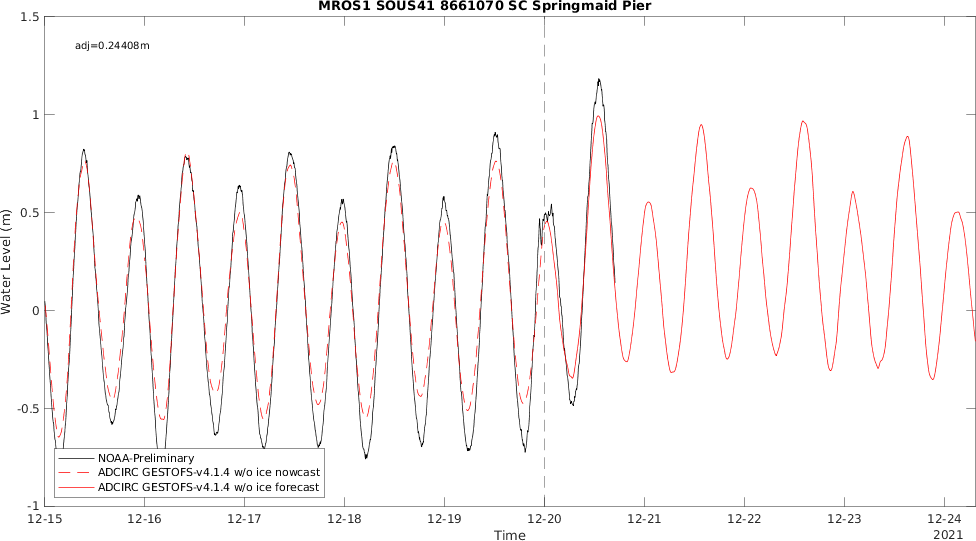 MROS1 SOUS41 8661070 SC Springmaid Pier
1.5
adj=0.24408m
1
0.5
0
-0.5
-1
Water Level (m)
NOAA-Preliminary
ADCIRC GESTOFS-v4.1.4 w/o ice nowcast
ADCIRC GESTOFS-v4.1.4 w/o ice forecast
12-15 12-16 12-17 12-18 12-19 12-20 12-21 12-22 12-23 12-24
Time
2021